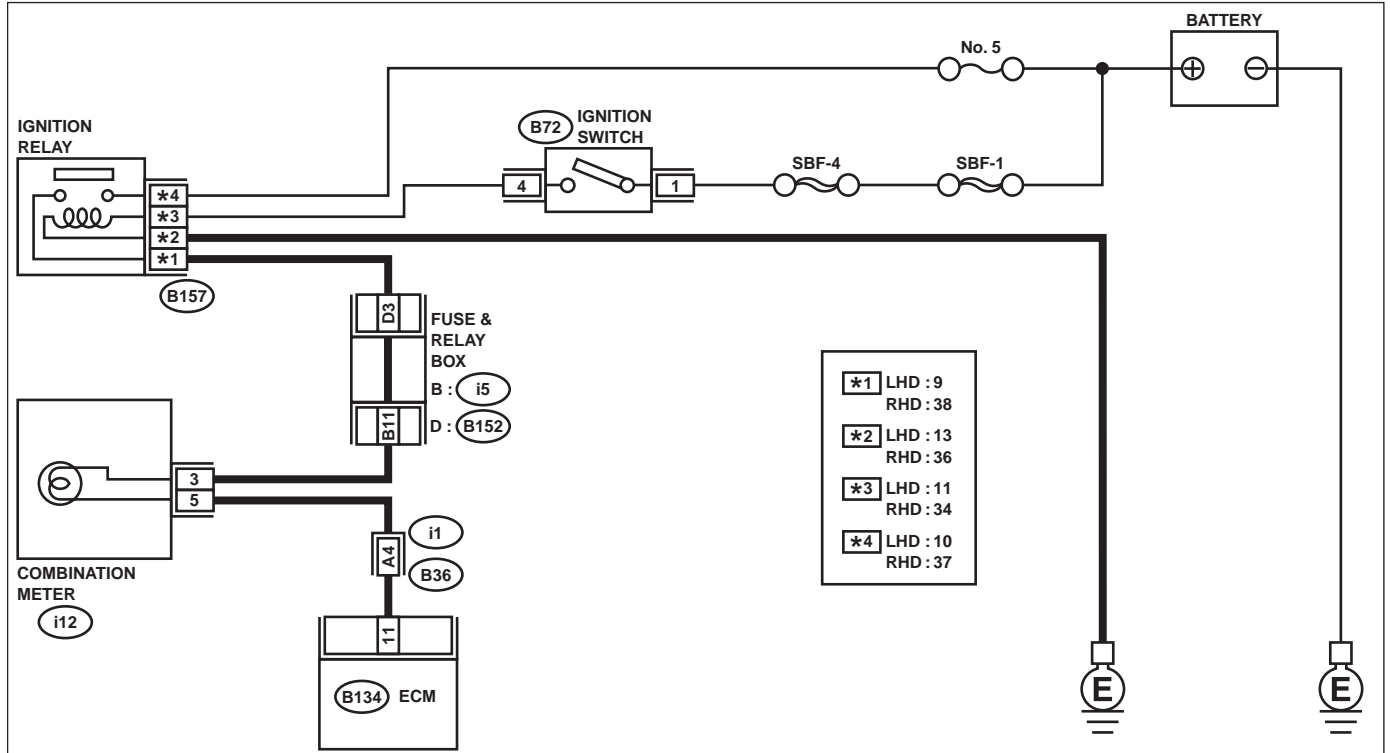 BATTERY
No. 5
IGNITION
RELAY
B72
IGNITION
SWITCH
SBF-4
SBF-1
4
1
*4
*3
*2
*1
B157
D3
FUSE &
RELAY
BOX
B : i5
B11
D : B152
3
5
COMBINATION
METER
i12
i1
A4
B36
11
B134 ECM
*1 LHD : 9
RHD : 38
*2 LHD : 13
RHD : 36
*3 LHD : 11
RHD : 34
*4 LHD : 10
RHD : 37
E
E